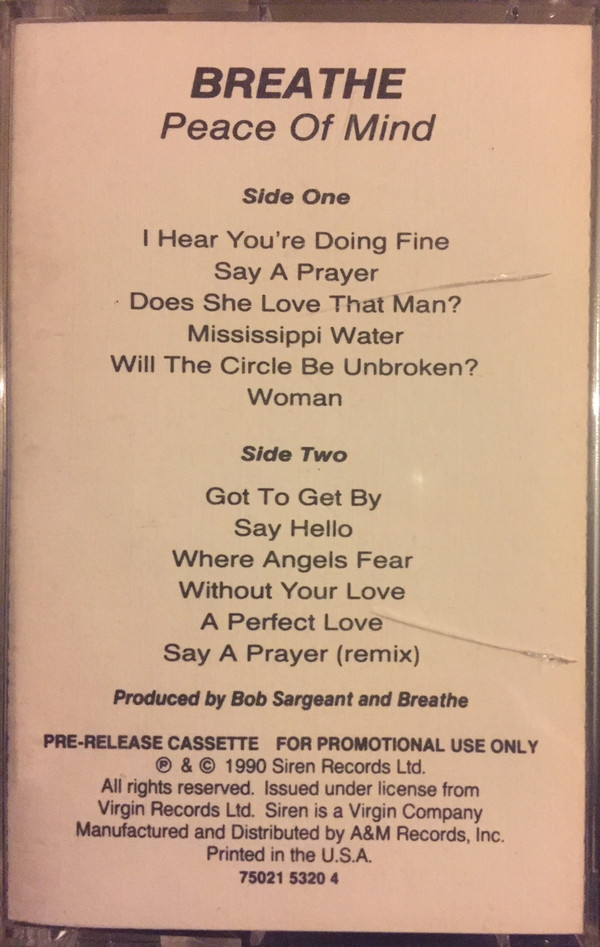 BREATHE
Peace Of Mind
Side One
I Hear You're Doing Fine
Say A Prayer
Does She Love That Man?
Mississippi Water
Will The Circle Be Unbroken?
Woman
Side Two
Got To Get By
Say Hello
Where Angels Fear
Without Your Love
A Perfect Love
Say A Prayer (remix)
Produced by Bob Sargeant and Breathe
PRE-RELEASE CASSETTE FOR PROMOTIONAL USE ONLY
℗ & © 1990 Siren Records Ltd.
All rights reserved. Issued under license from
Virgin Records Ltd. Siren is a Virgin Company
Manufactured and Distributed by A&M Records, Inc.
Printed in the U.S.A.
75021 5320 4